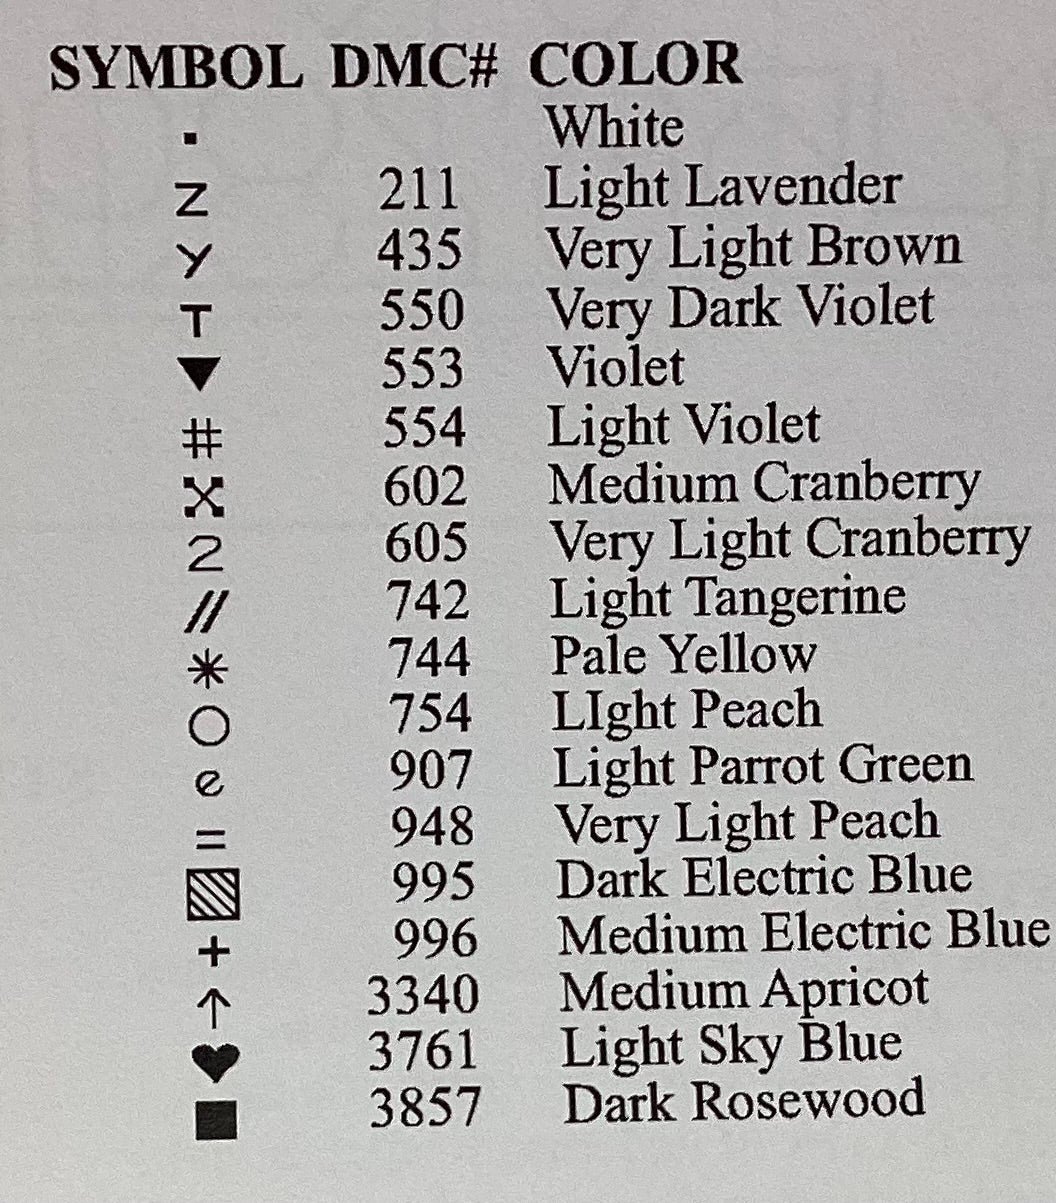 SYMBOL DMC# COLOR
▪ White
Z 211 Light Lavender
Y 435 Very Light Brown
T 550 Very Dark Violet
▼ 553 Violet
# 554 Light Violet
X 602 Medium Cranberry
2 605 Very Light Cranberry
// 742 Light Tangerine
* 744 Pale Yellow
○ 754 LIght Peach
e 907 Light Parrot Green
= 948 Very Light Peach
▧ 995 Dark Electric Blue
+ 996 Medium Electric Blue
↑ 3340 Medium Apricot
♥ 3761 Light Sky Blue
■ 3857 Dark Rosewood